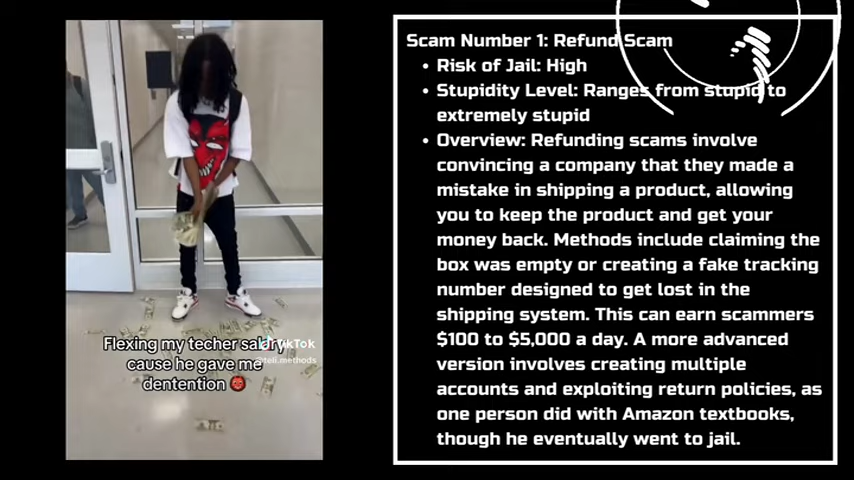 Flexing my techer salary
cause he gave me
dentention 👹
TikTok
@teli.methods
Scam Number 1: Refund Scam
• Risk of Jail: High
• Stupidity Level: Ranges from stupid to
extremely stupid
• Overview: Refunding scams involve
convincing a company that they made a
mistake in shipping a product, allowing
you to keep the product and get your
money back. Methods include claiming the
box was empty or creating a fake tracking
number designed to get lost in the
shipping system. This can earn scammers
$100 to $5,000 a day. A more advanced
version involves creating multiple
accounts and exploiting return policies, as
one person did with Amazon textbooks,
though he eventually went to jail.